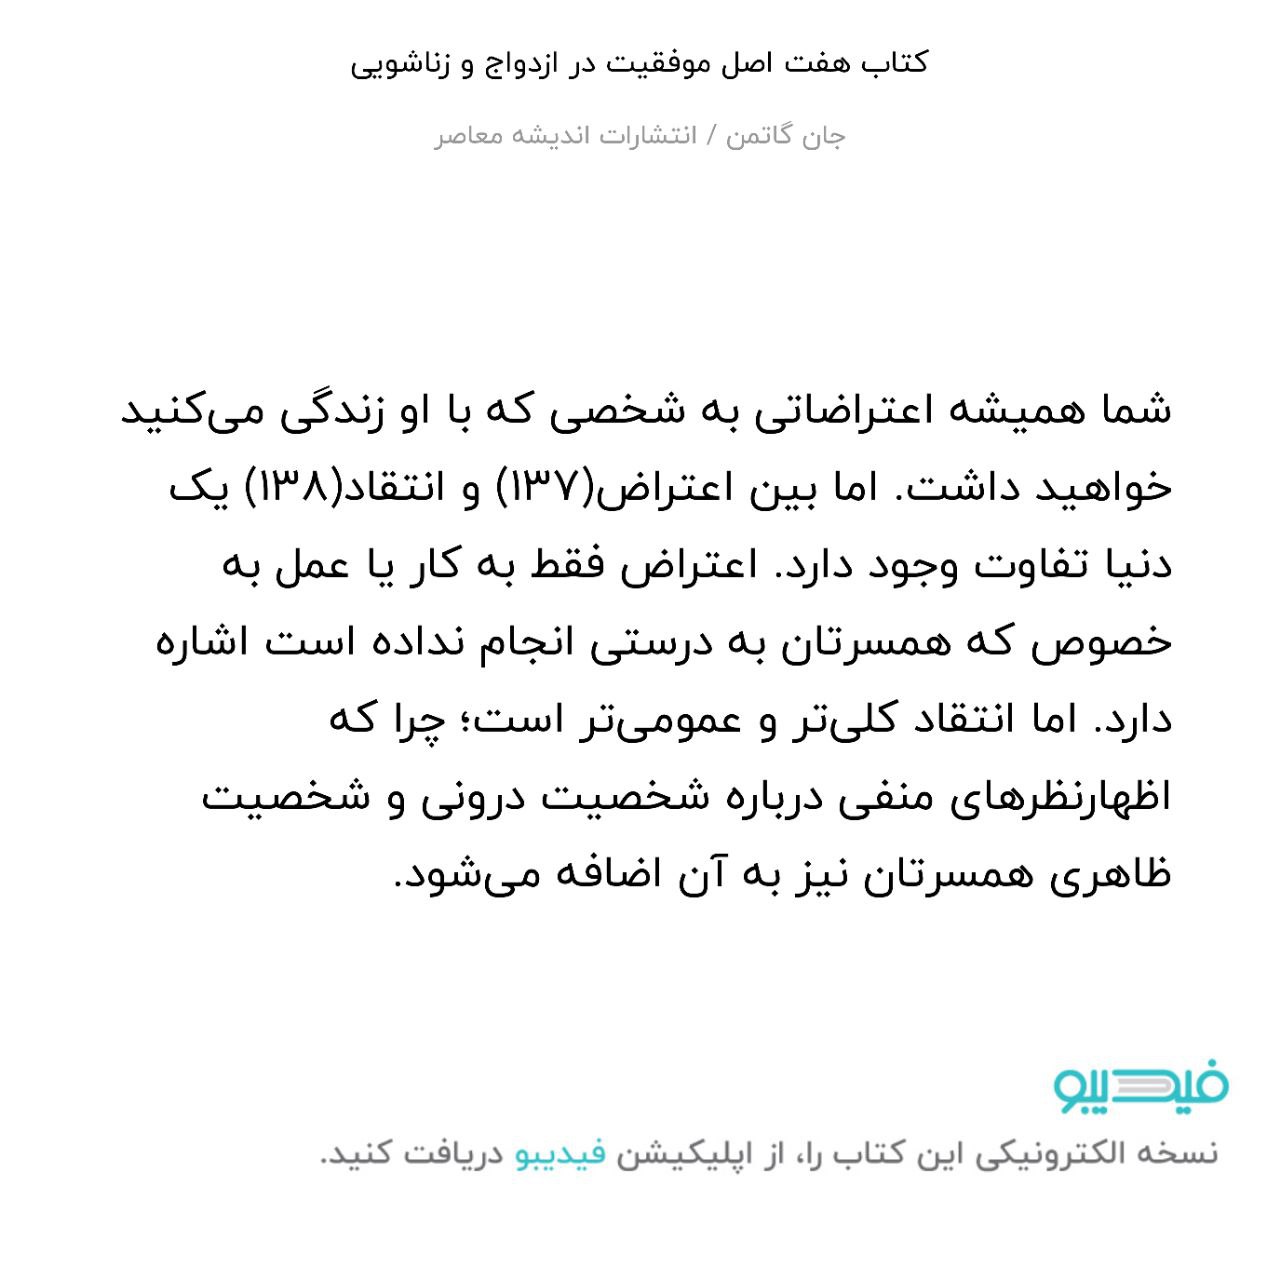 کتاب هفت اصل موفقیت در ازدواج و زناشویی
جان گاتمن / انتشارات اندیشه معاصر
شما همیشه اعتراضاتی به شخصی که با او زندگی می‌کنید
خواهید داشت. اما بین اعتراض(۱۳۷) و انتقاد(۱۳۸) یک
دنیا تفاوت وجود دارد. اعتراض فقط به کار یا عمل به
خصوص که همسرتان به درستی انجام نداده است اشاره
دارد. اما انتقاد کلی‌تر و عمومی‌تر است؛ چرا که
اظهارنظرهای منفی درباره شخصیت درونی و شخصیت
ظاهری همسرتان نیز به آن اضافه می‌شود.
فیدیبو
نسخه الکترونیکی این کتاب را، از اپلیکیشن فیدیبو دریافت کنید.